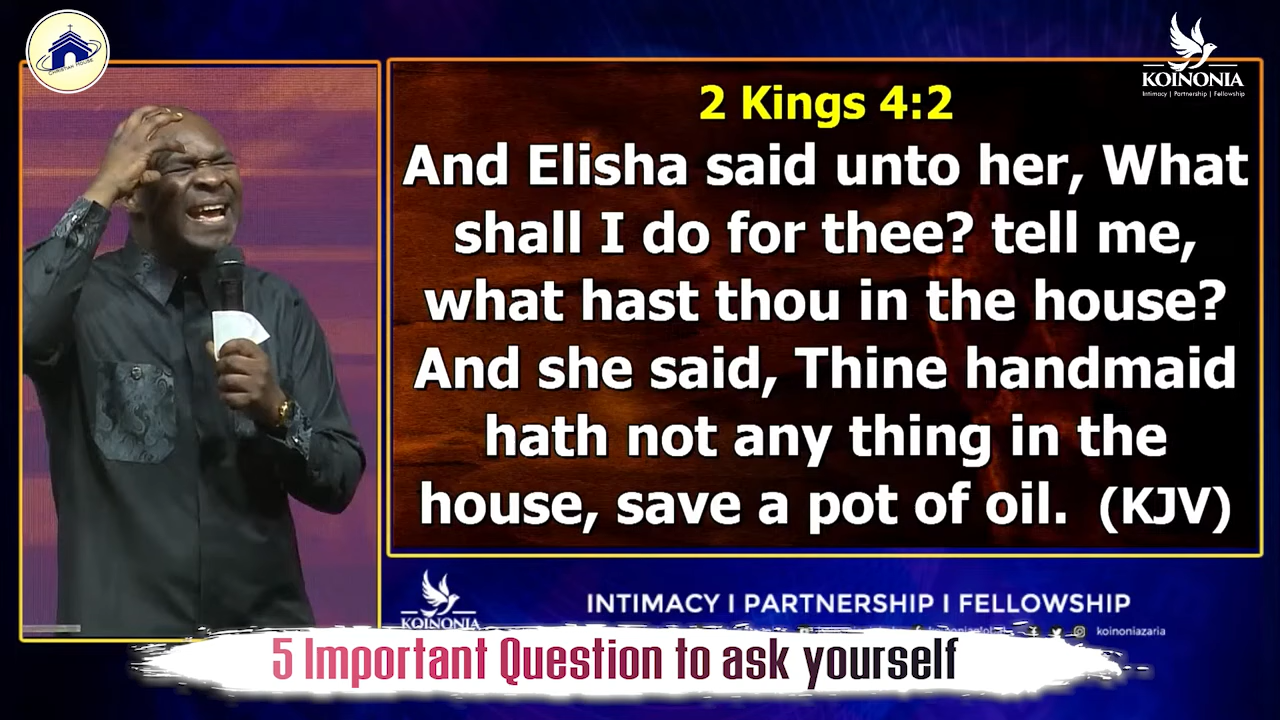 CHRISTIAN HOUSE
KOINONIA
Intimacy | Partnership | Fellowship
2 Kings 4:2
And Elisha said unto her, What
shall I do for thee? tell me,
what hast thou in the house?
And she said, Thine handmaid
hath not any thing in the
house, save a pot of oil. (KJV)
KOINONIA
INTIMACY I PARTNERSHIP I FELLOWSHIP
koinoniazaria
5 Important Question to ask yourself